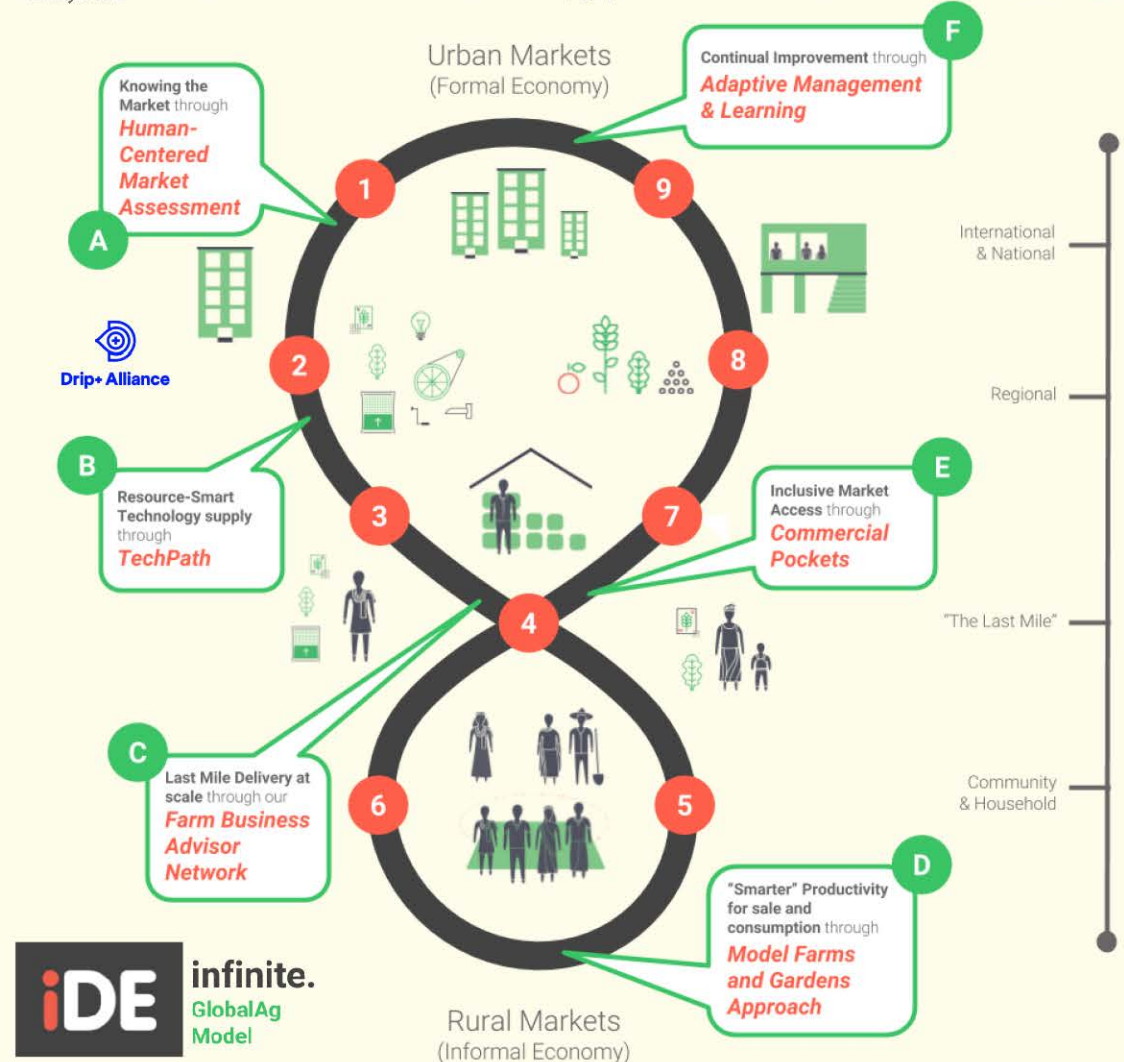 Urban Markets
(Formal Economy)
F
Continual Improvement through
Adaptive Management
& Learning
Knowing the
Market through
Human-
Centered
Market
Assessment
A
1
9
International
& National
Drip+ Alliance
2
8
Regional
B
Resource-Smart
Technology supply
through
TechPath
3
7
E
Inclusive Market
Access through
Commercial
Pockets
4
"The Last Mile"
C
Last Mile Delivery at
scale through our
Farm Business
Advisor
Network
6
5
Community
& Household
D
"Smarter" Productivity
for sale and
consumption through
Model Farms
and Gardens
Approach
iDE
infinite.
GlobalAg
Model
Rural Markets
(Informal Economy)